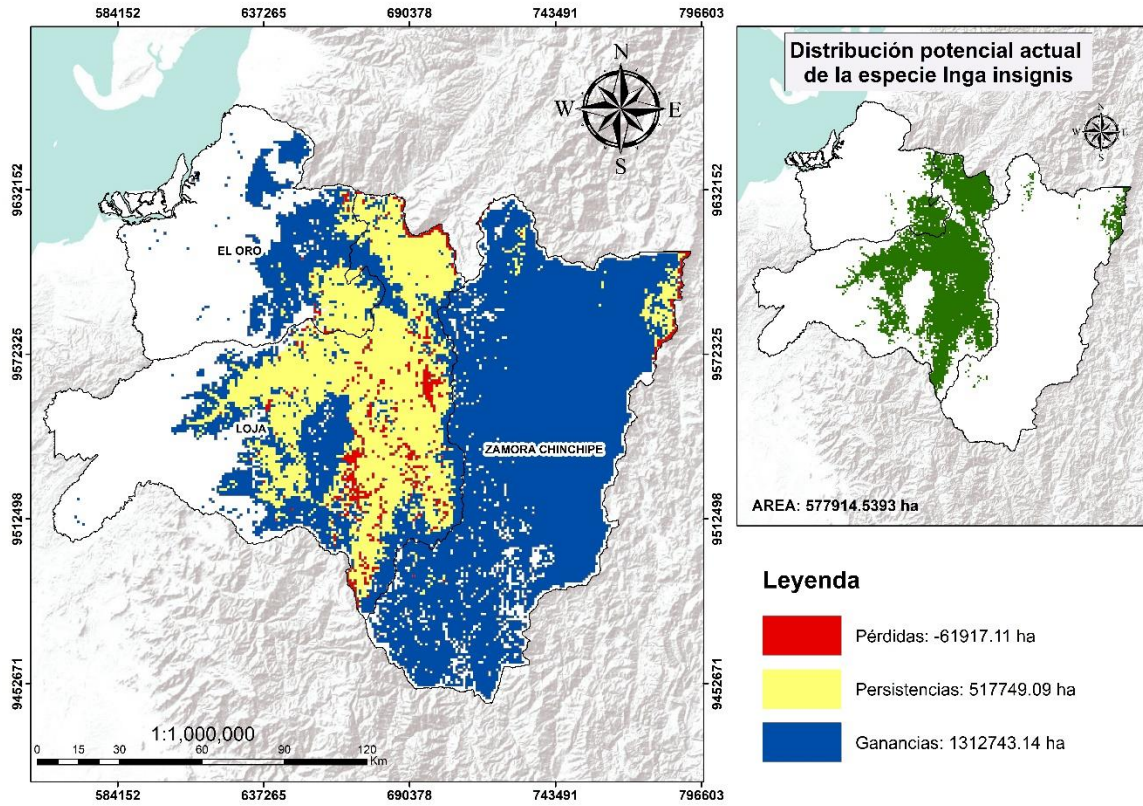 584152 637265 690378 743491 796603
N
W E
S
9632152 9632152
EL ORO
9572325 9572325
LOJA
ZAMORA CHINCHIPE
9512498 9512498
9452671 9452671
1:1,000,000
0 15 30 60 90 120
Km
584152 637265 690378 743491 796603
Distribución potencial actual
de la especie Inga insignis
N
W E
S
AREA: 577914.5393 ha
Leyenda
Pérdidas: -61917.11 ha
Persistencias: 517749.09 ha
Ganancias: 1312743.14 ha